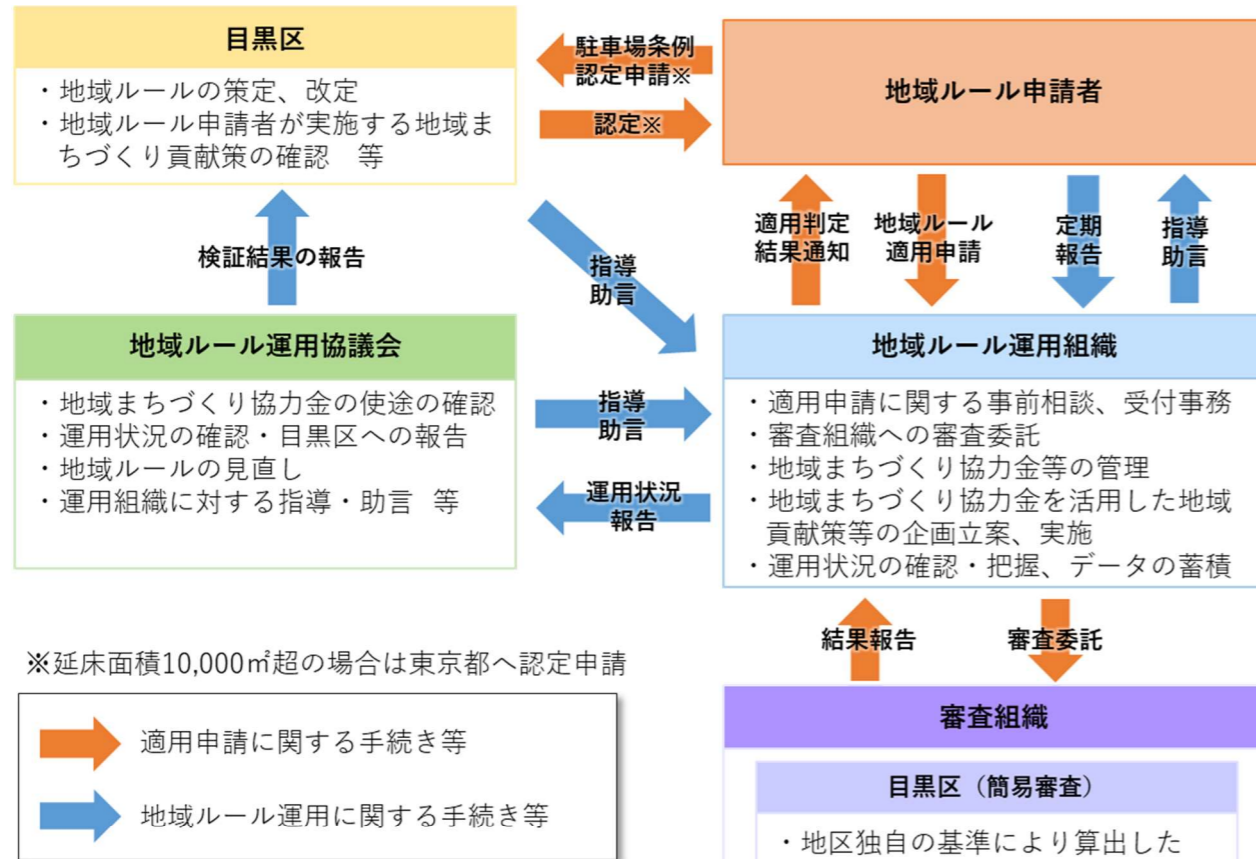 目黒区
・地域ルールの策定、改定
・地域ルール申請者が実施する地域ま
ちづくり貢献策の確認　等
駐車場条例
認定申請※
認定※
地域ルール申請者
検証結果の報告
指導
助言
適用判定
結果通知
地域ルール
適用申請
定期
報告
指導
助言
地域ルール運用協議会
・地域まちづくり協力金の使途の確認
・運用状況の確認・目黒区への報告
・地域ルールの見直し
・運用組織に対する指導・助言　等
指導
助言
運用状況
報告
地域ルール運用組織
・適用申請に関する事前相談、受付事務
・審査組織への審査委託
・地域まちづくり協力金等の管理
・地域まちづくり協力金を活用した地域
貢献策等の企画立案、実施
・運用状況の確認・把握、データの蓄積
結果報告
審査委託
※延床面積10,000㎡超の場合は東京都へ認定申請
適用申請に関する手続き等
地域ルール運用に関する手続き等
審査組織
目黒区（簡易審査）
・地区独自の基準により算出した